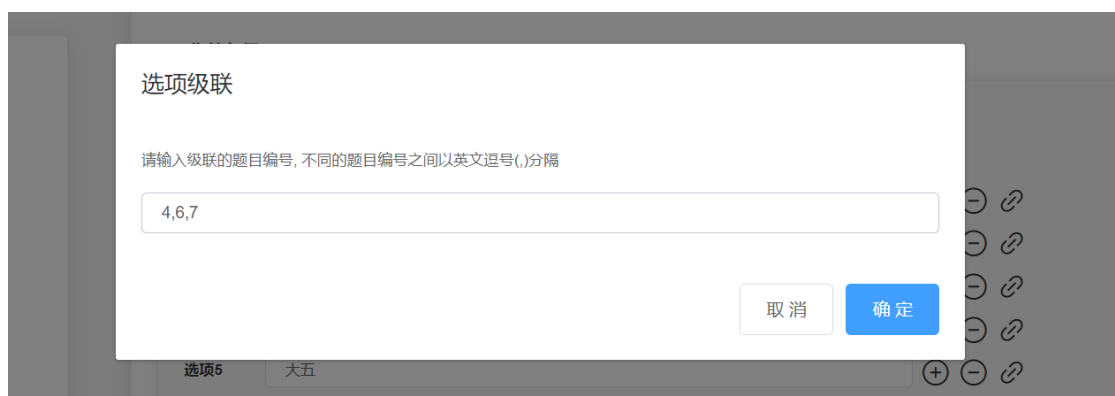 选项级联
请输入级联的题目编号, 不同的题目编号之间以英文逗号(,)分隔
4,6,7
取 消
确 定
选项5
大五